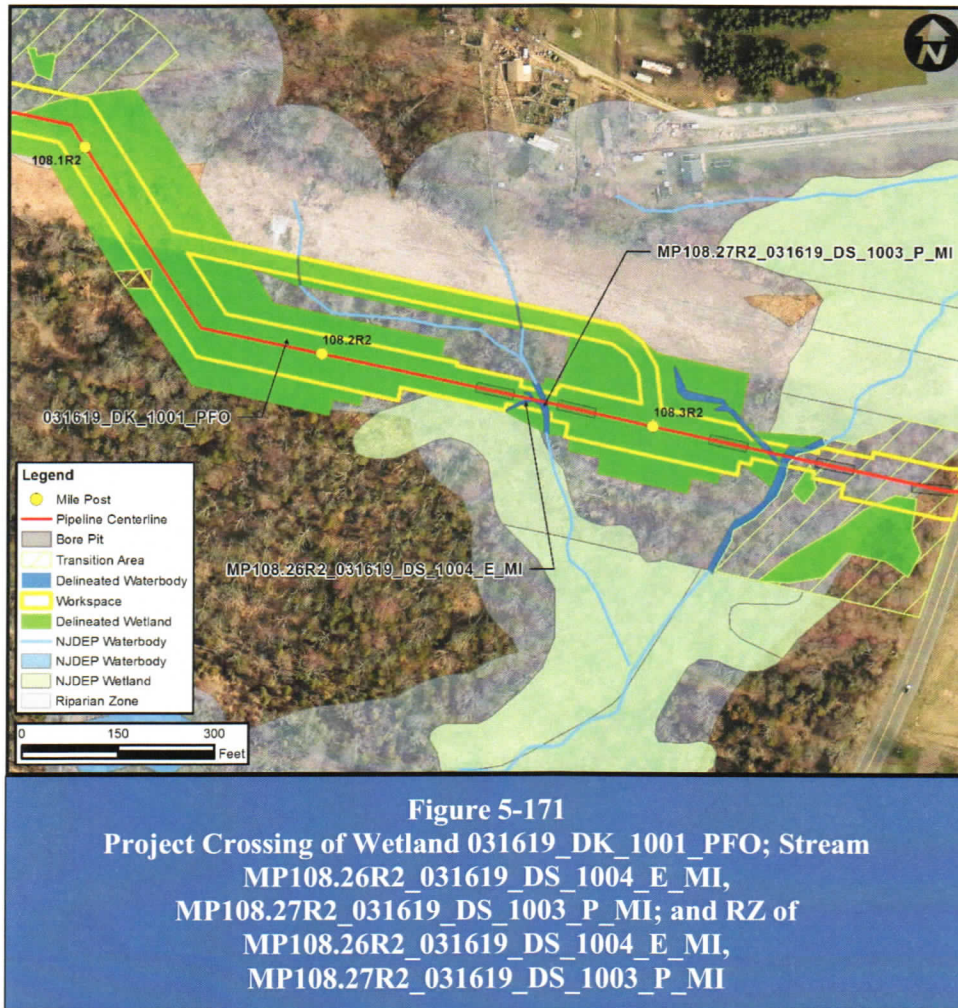 N
108.1R2
MP108.27R2_031619_DS_1003_P_MI
108.2R2
108.3R2
031619_DK_1001_PFO
MP108.26R2_031619_DS_1004_E_MI
Legend
Mile Post
Pipeline Centerline
Bore Pit
Transition Area
Delineated Waterbody
Workspace
Delineated Wetland
NJDEP Waterbody
NJDEP Waterbody
NJDEP Wetland
Riparian Zone
0 150 300
Feet
Figure 5-171
Project Crossing of Wetland 031619_DK_1001_PFO; Stream
MP108.26R2_031619_DS_1004_E_MI,
MP108.27R2_031619_DS_1003_P_MI; and RZ of
MP108.26R2_031619_DS_1004_E_MI,
MP108.27R2_031619_DS_1003_P_MI